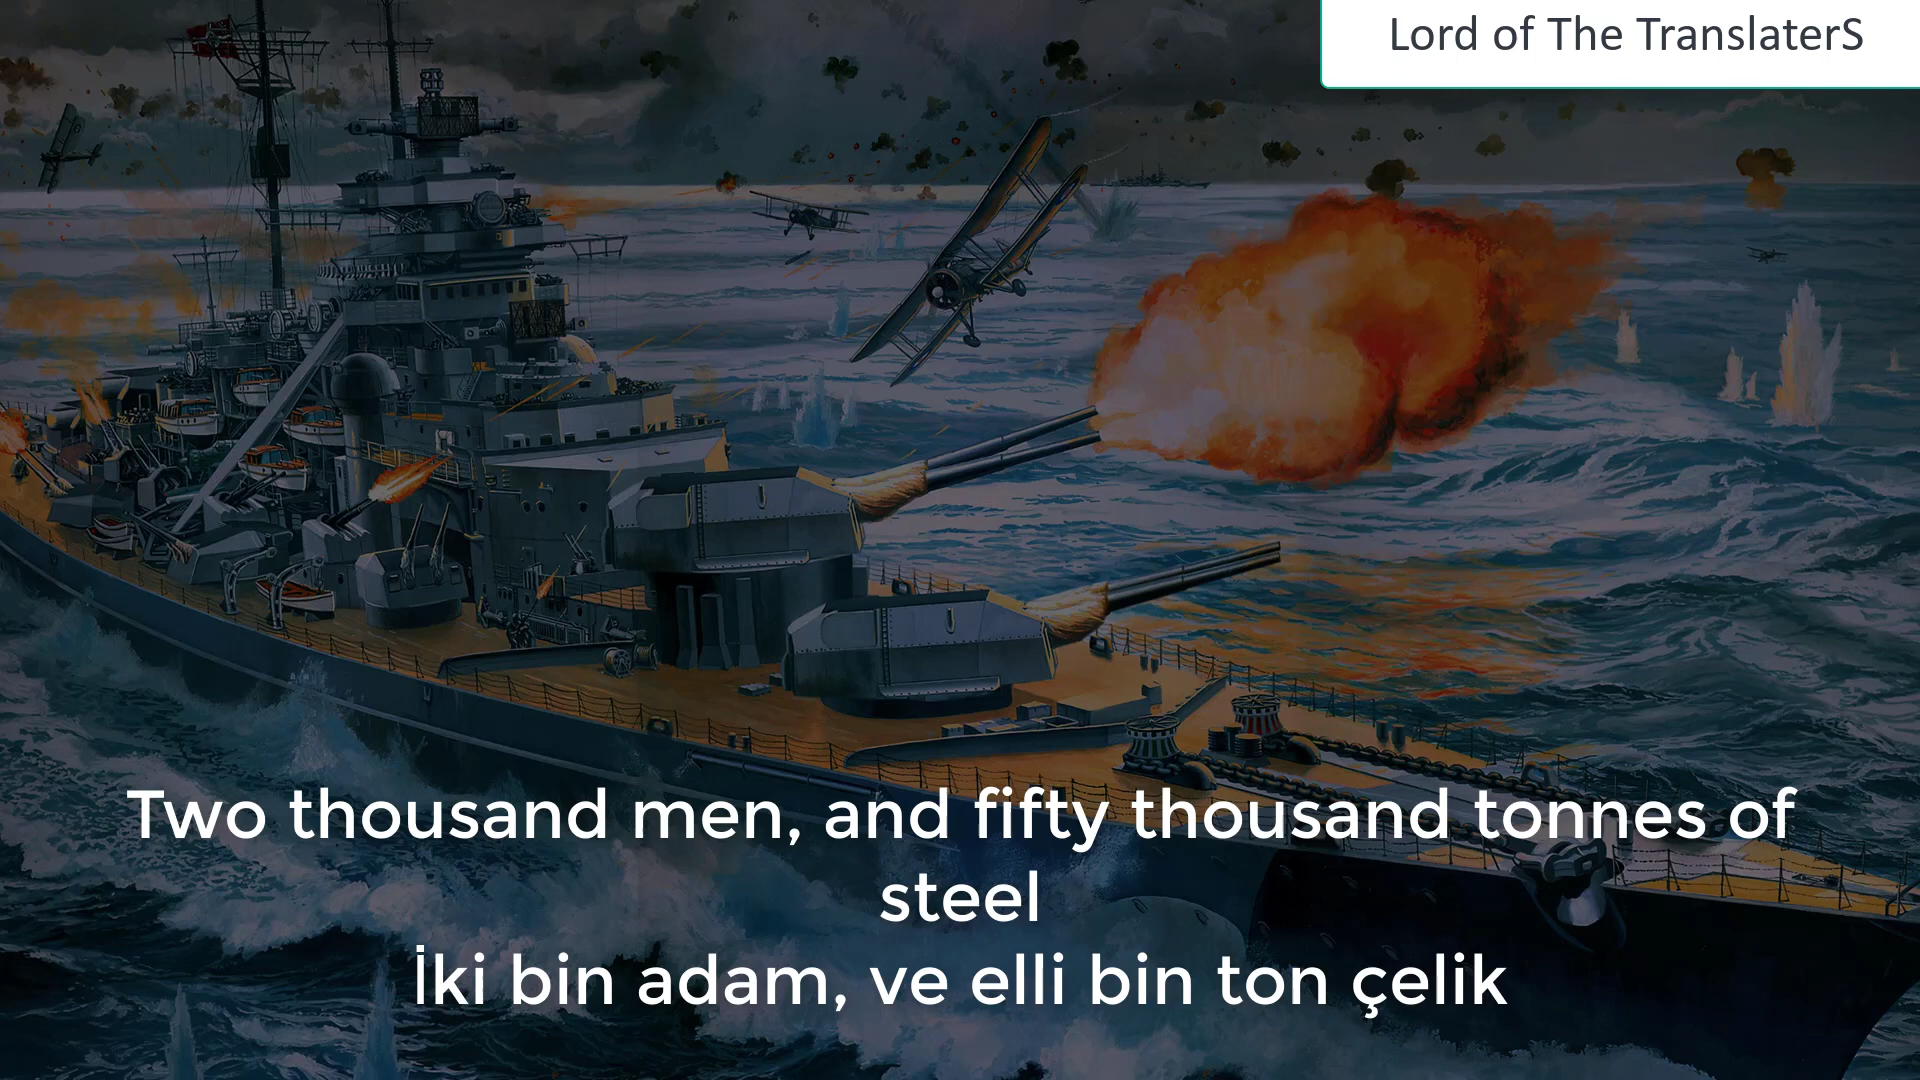 Lord of The TranslaterS
Two thousand men, and fifty thousand tonnes of
steel
İki bin adam, ve elli bin ton çelik